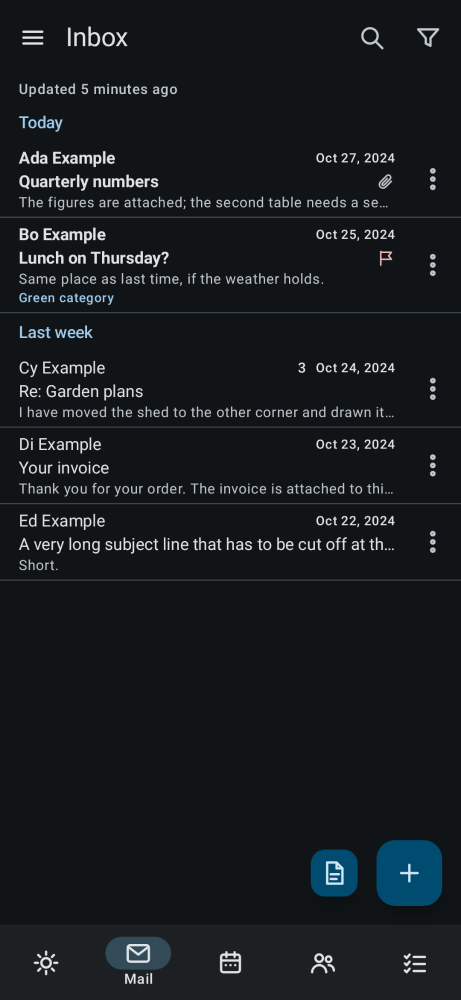 Inbox
Updated 5 minutes ago
Today
Ada Example Oct 27, 2024
Quarterly numbers
The figures are attached; the second table needs a se…
Bo Example Oct 25, 2024
Lunch on Thursday?
Same place as last time, if the weather holds.
Green category
Last week
Cy Example 3 Oct 24, 2024
Re: Garden plans
I have moved the shed to the other corner and drawn it…
Di Example Oct 23, 2024
Your invoice
Thank you for your order. The invoice is attached to thi…
Ed Example Oct 22, 2024
A very long subject line that has to be cut off at th…
Short.
Mail